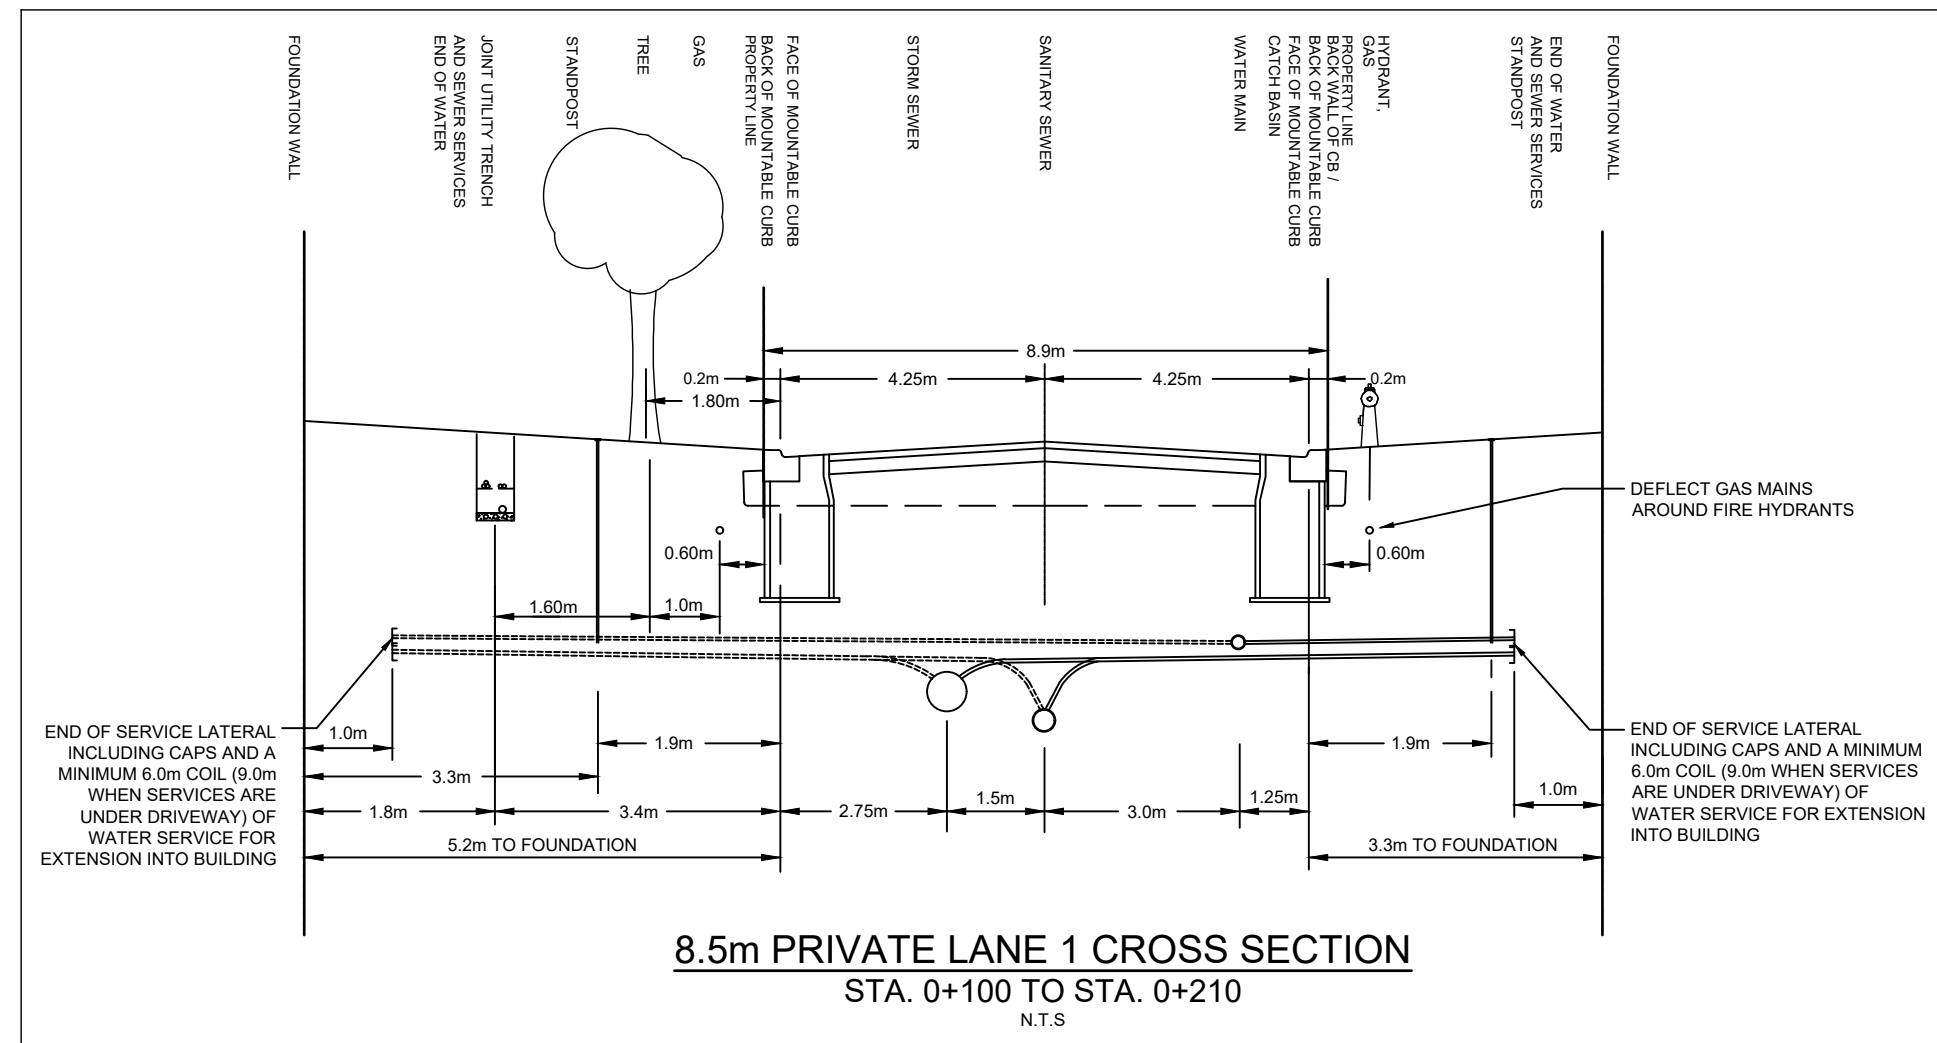 FOUNDATION WALL
JOINT UTILITY TRENCH
AND SEWER SERVICES
END OF WATER
STANDPOST
TREE
GAS
FACE OF MOUNTABLE CURB
BACK OF MOUNTABLE CURB
PROPERTY LINE
STORM SEWER
SANITARY SEWER
WATER MAIN
HYDRANT,
GAS
PROPERTY LINE
BACK WALL OF CB /
BACK OF MOUNTABLE CURB
FACE OF MOUNTABLE CURB
CATCH BASIN
END OF WATER
AND SEWER SERVICES
STANDPOST
FOUNDATION WALL
8.9m
0.2m
4.25m
4.25m
0.2m
1.80m
DEFLECT GAS MAINS
AROUND FIRE HYDRANTS
0.60m
0.60m
1.60m
1.0m
END OF SERVICE LATERAL
INCLUDING CAPS AND A
MINIMUM 6.0m COIL (9.0m
WHEN SERVICES ARE
UNDER DRIVEWAY) OF
WATER SERVICE FOR
EXTENSION INTO BUILDING
1.0m
1.9m
1.9m
3.3m
1.8m
3.4m
2.75m
1.5m
3.0m
1.25m
1.0m
5.2m TO FOUNDATION
3.3m TO FOUNDATION
END OF SERVICE LATERAL
INCLUDING CAPS AND A MINIMUM
6.0m COIL (9.0m WHEN SERVICES
ARE UNDER DRIVEWAY) OF
WATER SERVICE FOR EXTENSION
INTO BUILDING
8.5m PRIVATE LANE 1 CROSS SECTION
STA. 0+100 TO STA. 0+210
N.T.S